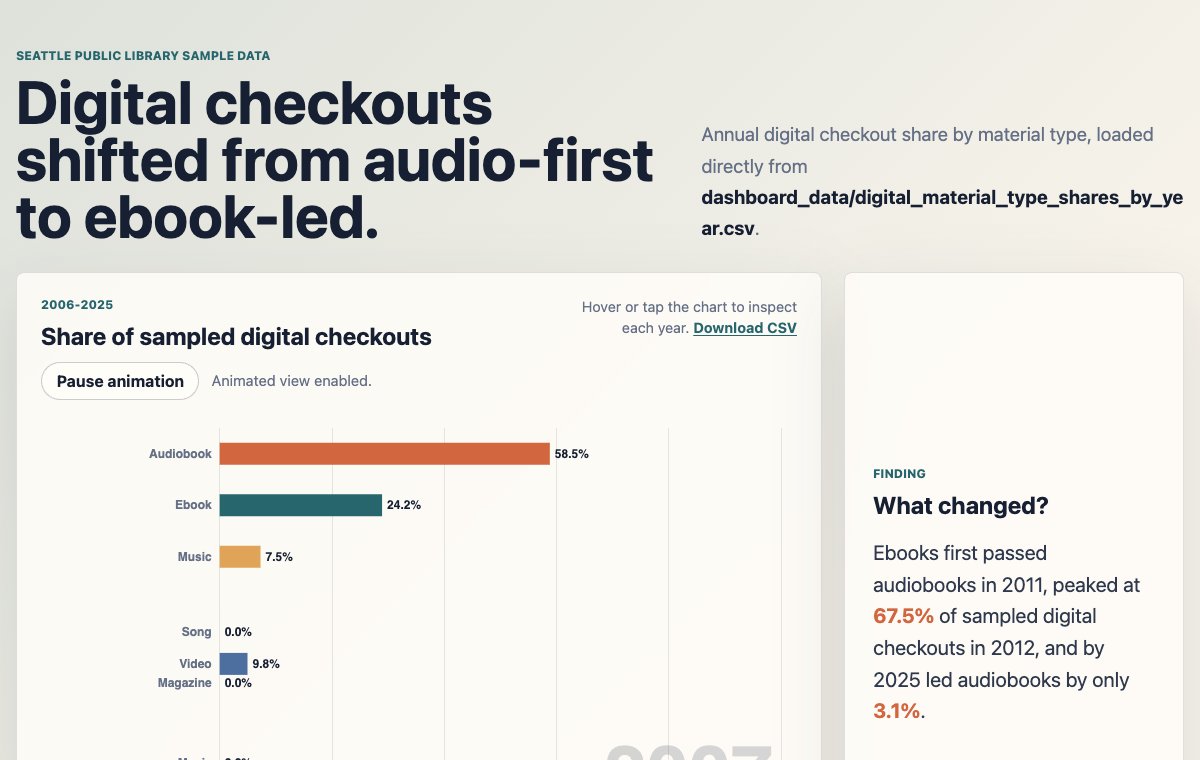 SEATTLE PUBLIC LIBRARY SAMPLE DATA
Digital checkouts
shifted from audio-first
to ebook-led.
Annual digital checkout share by material type, loaded
directly from
dashboard_data/digital_material_type_shares_by_ye
ar.csv.
2006-2025
Share of sampled digital checkouts
Hover or tap the chart to inspect
each year. Download CSV
Pause animation
Animated view enabled.
Audiobook 58.5%
Ebook 24.2%
Music 7.5%
Song 0.0%
Video 9.8%
Magazine 0.0%
FINDING
What changed?
Ebooks first passed
audiobooks in 2011, peaked at
67.5% of sampled digital
checkouts in 2012, and by
2025 led audiobooks by only
3.1%.